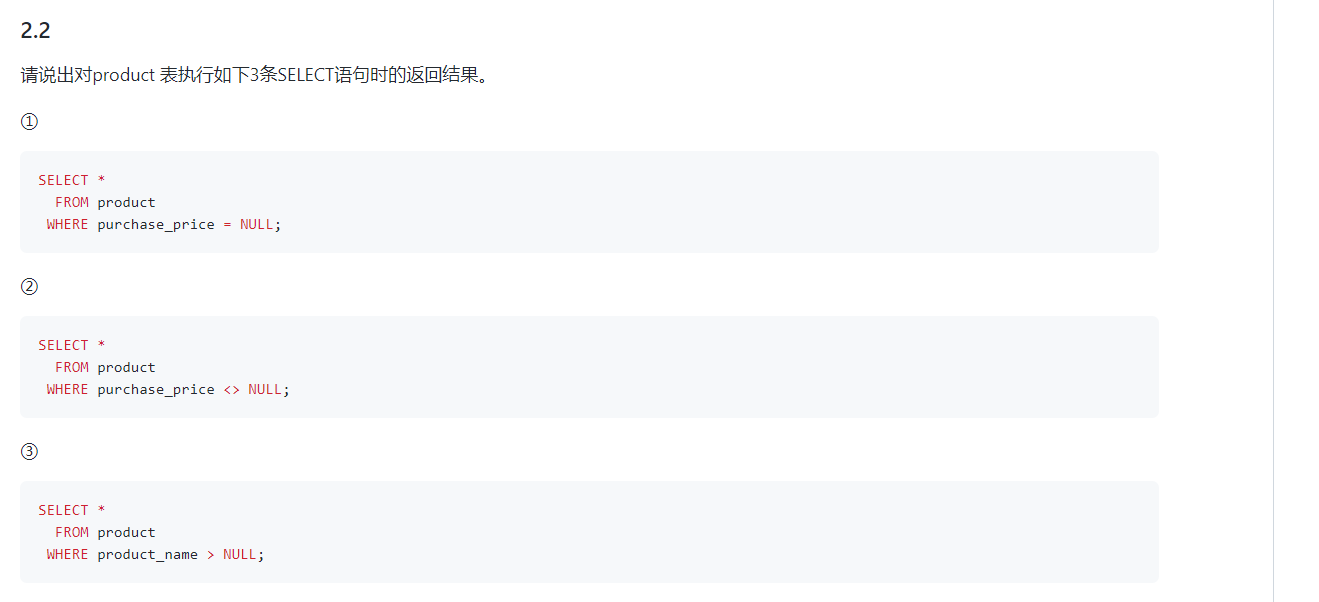 2.2
请说出对product 表执行如下3条SELECT语句时的返回结果。
①
SELECT *
FROM product
WHERE purchase_price = NULL;
②
SELECT *
FROM product
WHERE purchase_price <> NULL;
③
SELECT *
FROM product
WHERE product_name > NULL;